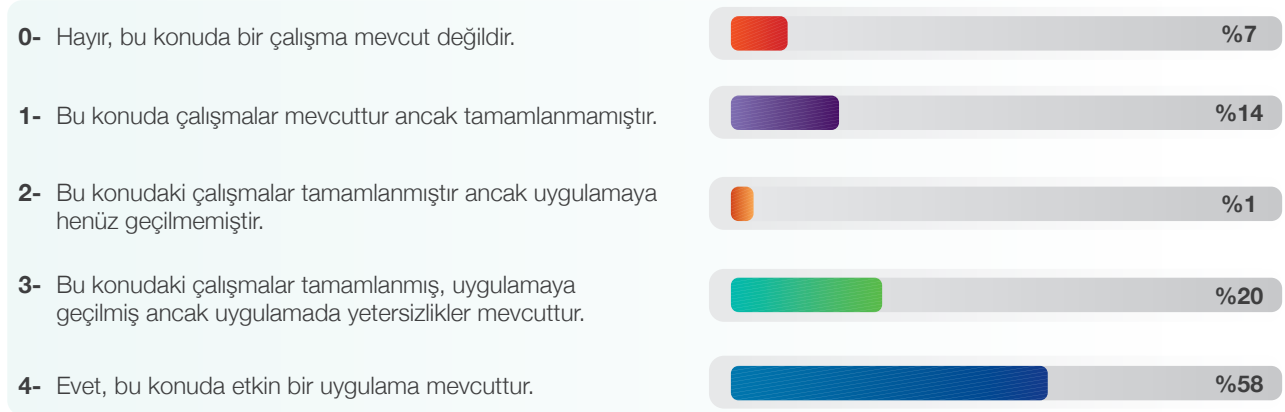 0- Hayır, bu konuda bir çalışma mevcut değildir. %7
1- Bu konuda çalışmalar mevcuttur ancak tamamlanmamıştır. %14
2- Bu konudaki çalışmalar tamamlanmıştır ancak uygulamaya
henüz geçilmemiştir. %1
3- Bu konudaki çalışmalar tamamlanmış, uygulamaya
geçilmiş ancak uygulamada yetersizlikler mevcuttur. %20
4- Evet, bu konuda etkin bir uygulama mevcuttur. %58